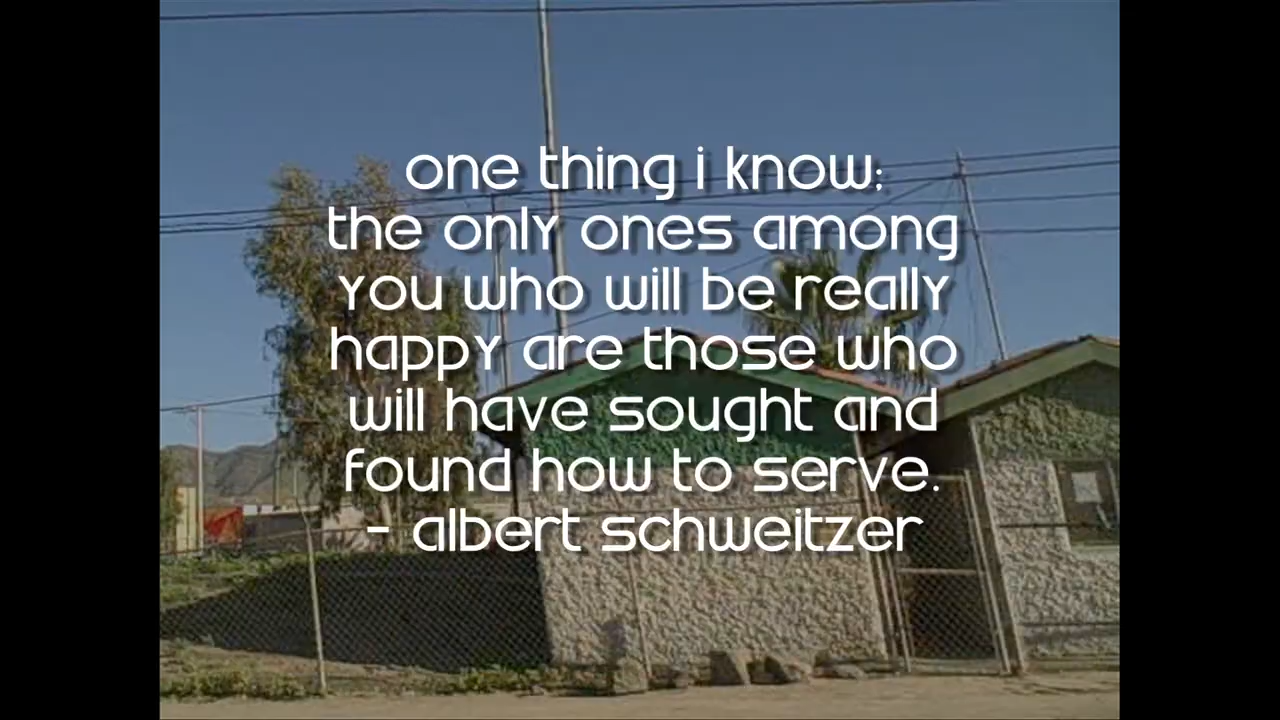 one thing i know:
the only ones among
you who will be really
happy are those who
will have sought and
found how to serve.
- albert schweitzer